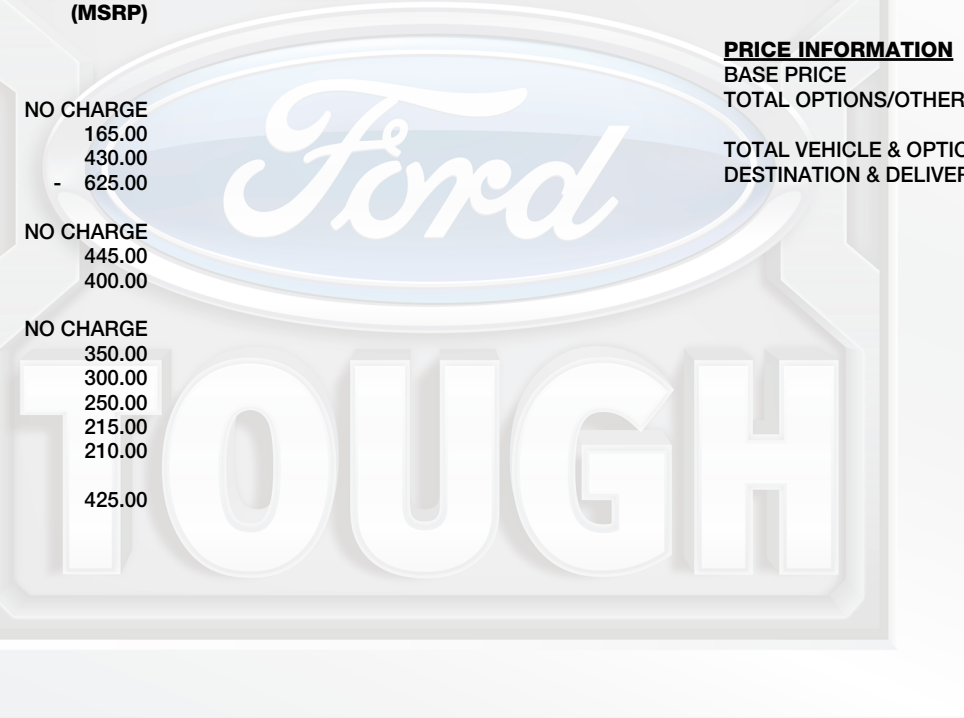 (MSRP)
NO CHARGE
165.00
430.00
- 625.00
NO CHARGE
445.00
400.00
NO CHARGE
350.00
300.00
250.00
215.00
210.00
425.00
PRICE INFORMATION
BASE PRICE
TOTAL OPTIONS/OTHER
TOTAL VEHICLE & OPTIO
DESTINATION & DELIVER
Ford
TOUGH